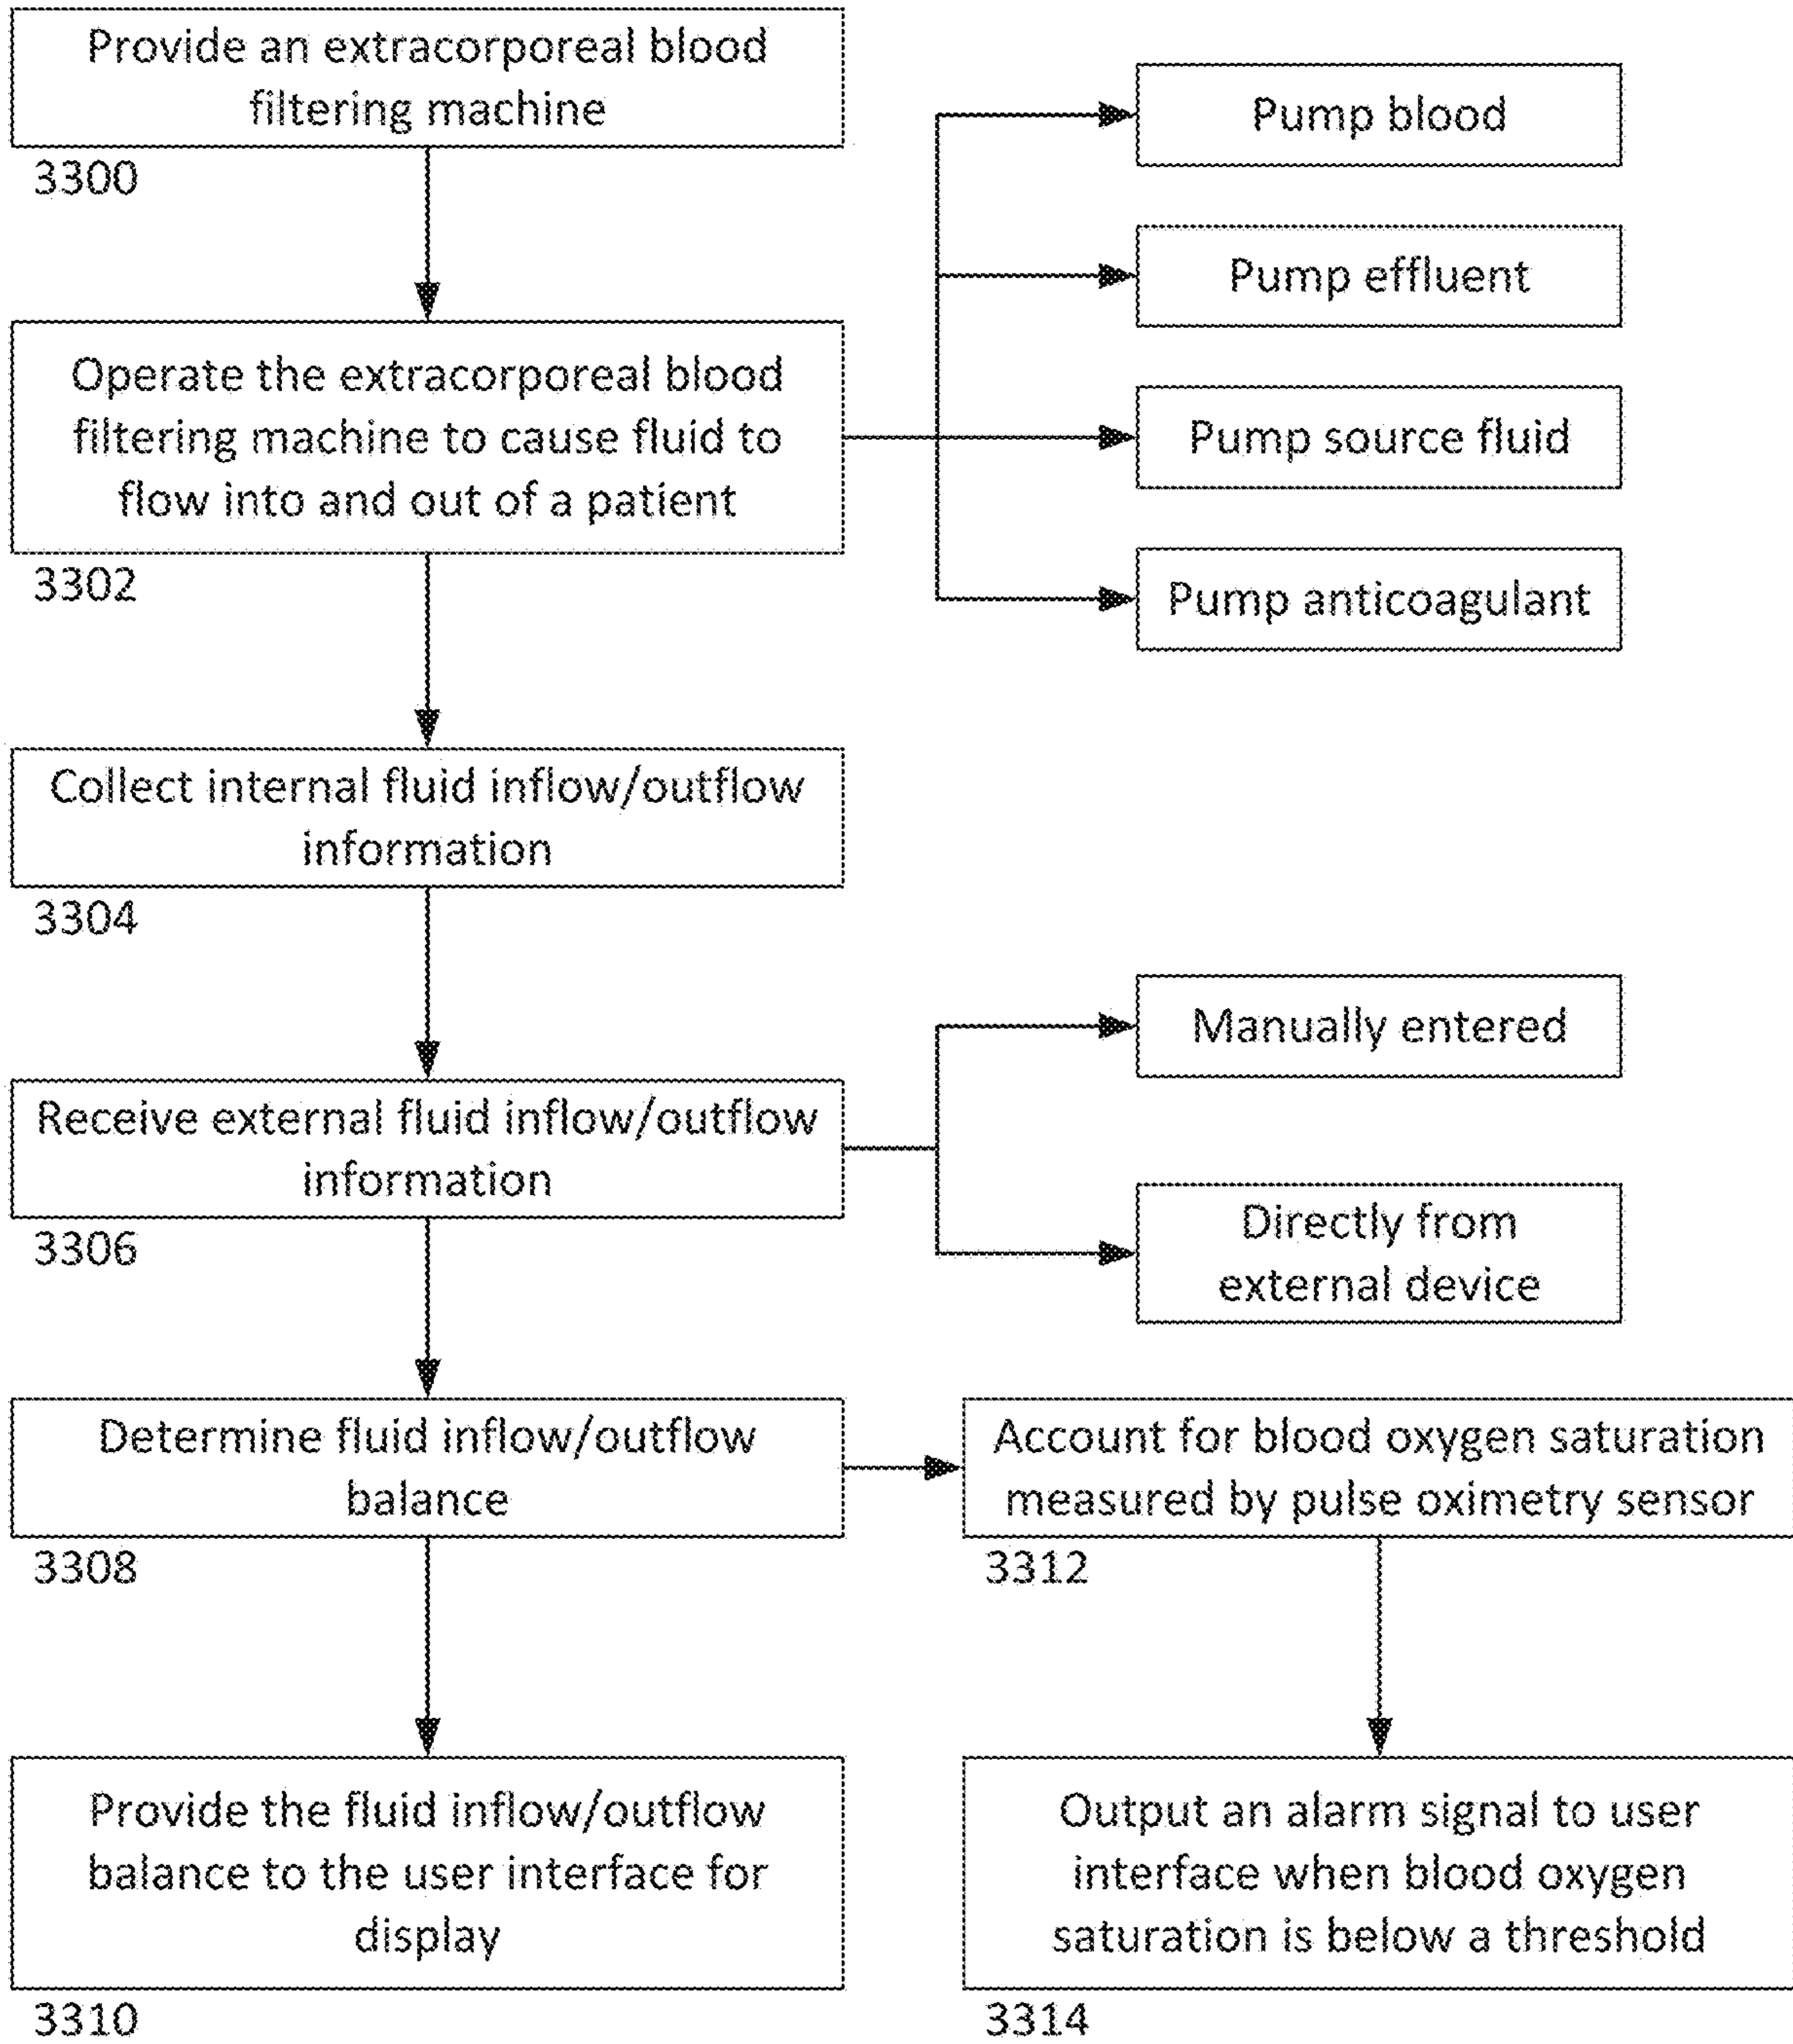 Provide an extracorporeal blood
filtering machine
3300
Pump blood
Pump effluent
Operate the extracorporeal blood
filtering machine to cause fluid to
flow into and out of a patient
3302
Pump source fluid
Pump anticoagulant
Collect internal fluid inflow/outflow
information
3304
Manually entered
Receive external fluid inflow/outflow
information
3306
Directly from
external device
Determine fluid inflow/outflow
balance
3308
Account for blood oxygen saturation
measured by pulse oximetry sensor
3312
Provide the fluid inflow/outflow
balance to the user interface for
display
3310
Output an alarm signal to user
interface when blood oxygen
saturation is below a threshold
3314